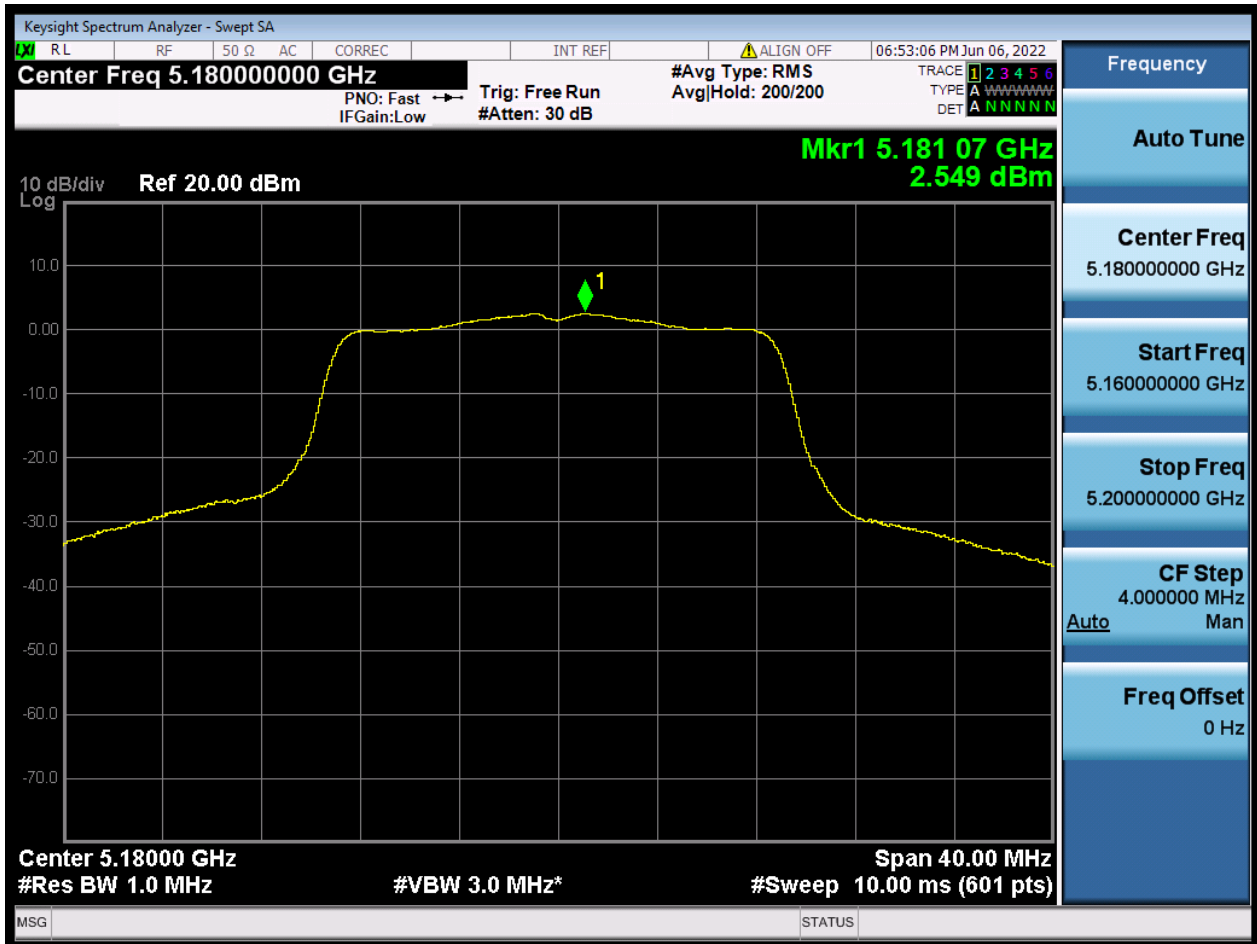 Keysight Spectrum Analyzer - Swept SA
LXI RL RF 50 Ω AC CORREC INT REF ALIGN OFF 06:53:06 PM Jun 06, 2022
Center Freq 5.180000000 GHz
PNO: Fast
IFGain:Low
Trig: Free Run
#Atten: 30 dB
#Avg Type: RMS
Avg|Hold: 200/200
TRACE 1 2 3 4 5 6
TYPE A WWWWW
DET A N N N N N
Mkr1 5.181 07 GHz
2.549 dBm
10 dB/div Ref 20.00 dBm
Log
10.0
0.00
-10.0
-20.0
-30.0
-40.0
-50.0
-60.0
-70.0
1
Center 5.18000 GHz Span 40.00 MHz
#Res BW 1.0 MHz #VBW 3.0 MHz* #Sweep 10.00 ms (601 pts)
MSG STATUS
Frequency
Auto Tune
Center Freq
5.180000000 GHz
Start Freq
5.160000000 GHz
Stop Freq
5.200000000 GHz
CF Step
4.000000 MHz
Auto Man
Freq Offset
0 Hz